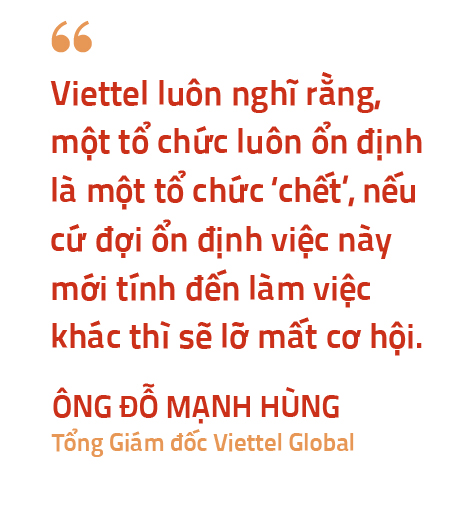 “
Viettel luôn nghĩ rằng,
một tổ chức luôn ổn định
là một tổ chức ‘chết’, nếu
cứ đợi ổn định việc này
mới tính đến làm việc
khác thì sẽ lỡ mất cơ hội.
ÔNG ĐỖ MẠNH HÙNG
Tổng Giám đốc Viettel Global